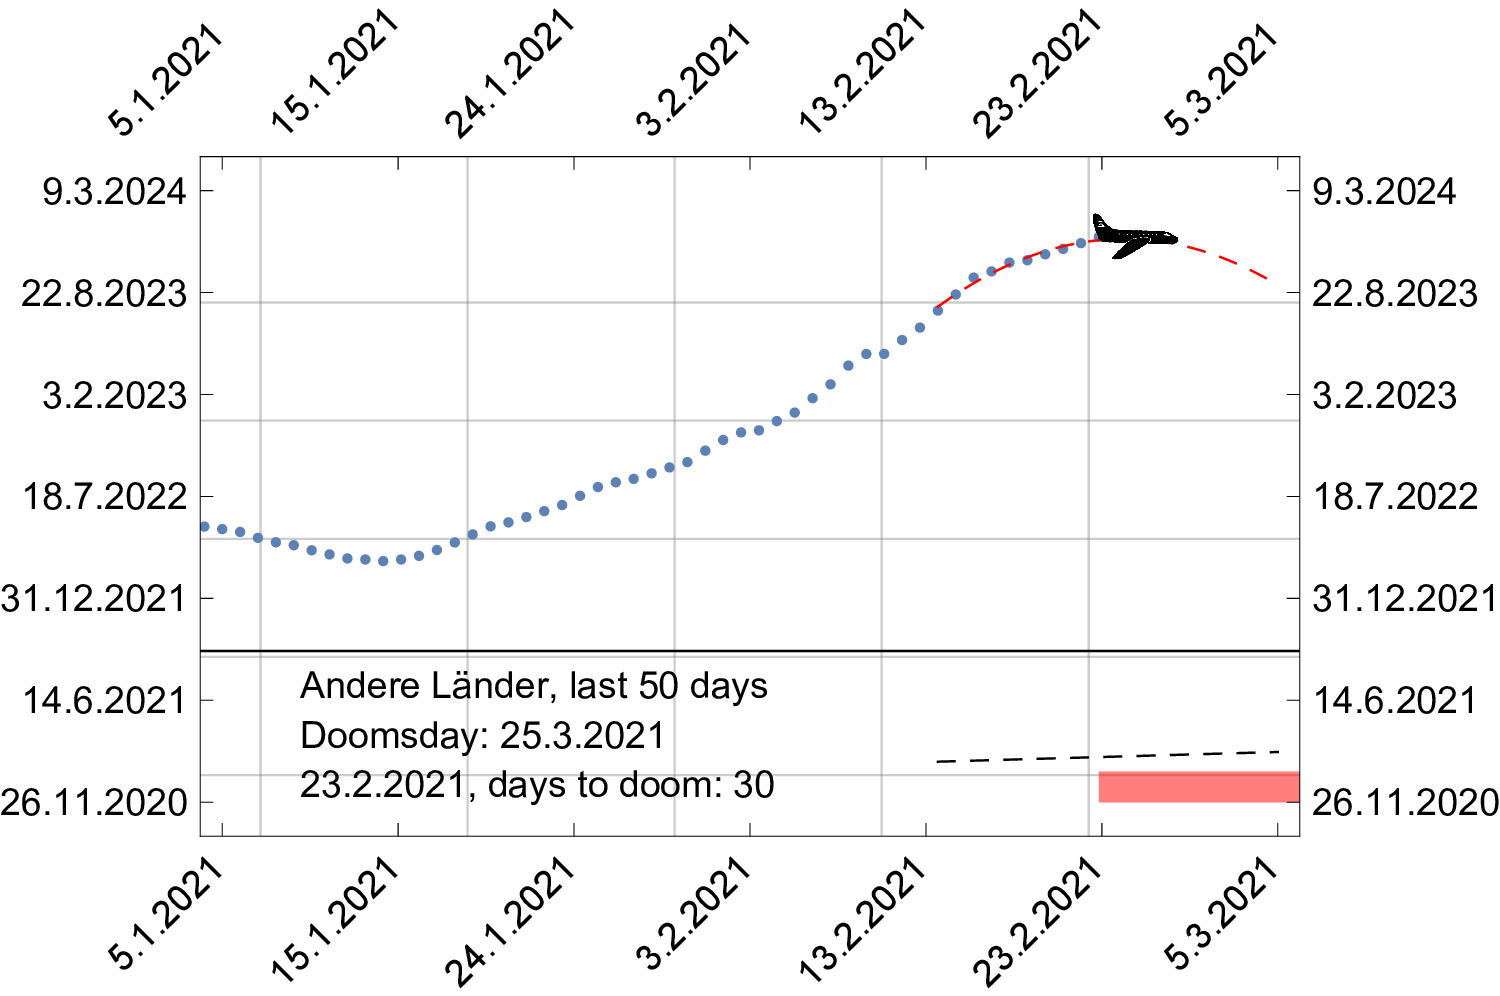 5.1.2021 15.1.2021 24.1.2021 3.2.2021 13.2.2021 23.2.2021 5.3.2021
9.3.2024 9.3.2024
22.8.2023 22.8.2023
3.2.2023 3.2.2023
18.7.2022 18.7.2022
31.12.2021 31.12.2021
Andere Länder, last 50 days
14.6.2021 14.6.2021
Doomsday: 25.3.2021
23.2.2021, days to doom: 30
26.11.2020 26.11.2020
5.1.2021 15.1.2021 24.1.2021 3.2.2021 13.2.2021 23.2.2021 5.3.2021